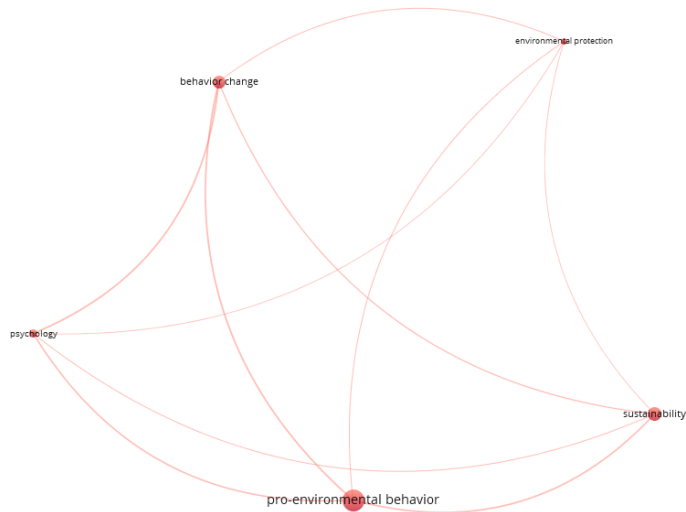 environmental protection
behavior change
psychology
sustainability
pro-environmental behavior